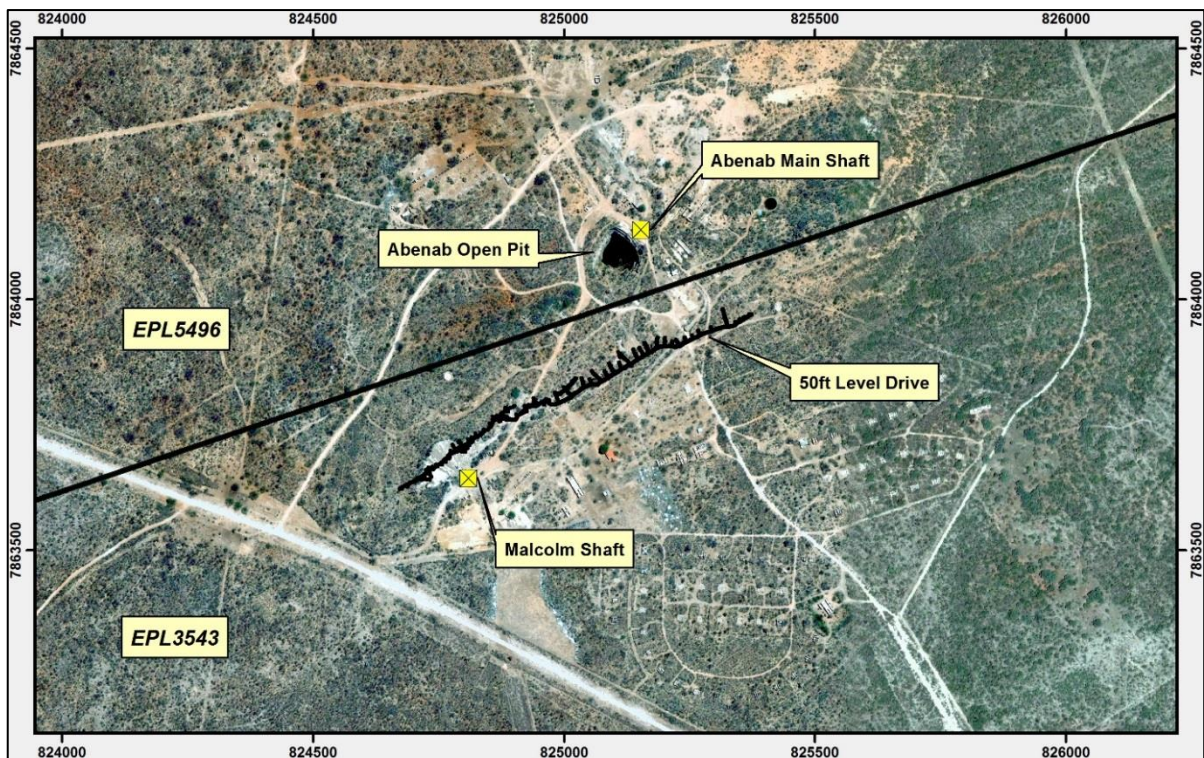 824000 824500 825000 825500 826000
7864500 7864500
Abenab Main Shaft
Abenab Open Pit
7864000 7864000
EPL5496
50ft Level Drive
7863500 7863500
Malcolm Shaft
EPL3543
824000 824500 825000 825500 826000